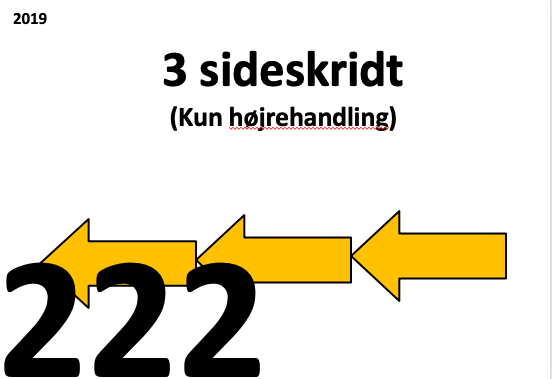 2019
3 sideskridt
(Kun højrehandling)
222